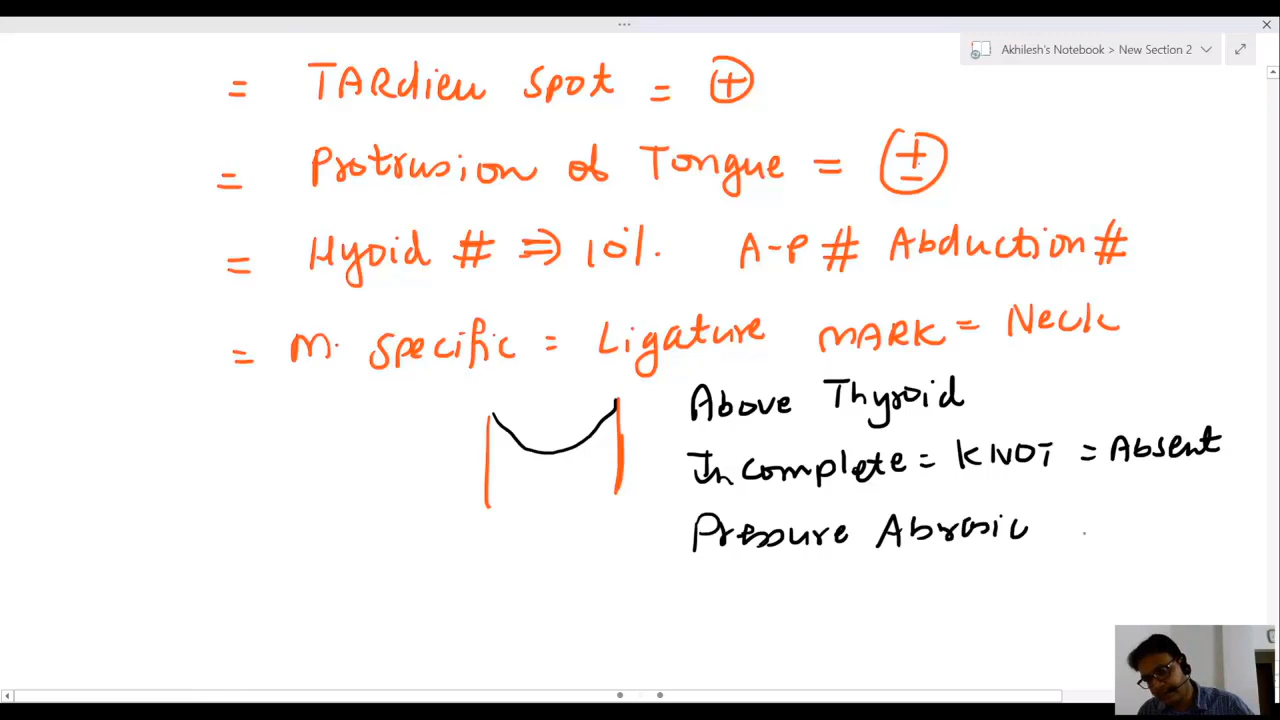 Akhilesh's Notebook > New Section 2
= TARdieu Spot = +
= Protrusion of Tongue = ±
= Hyoid # => 10%. A-P # Abduction #
= M. Specific = Ligature MARK = Neck
Above Thyroid
Incomplete = KNOT = Absent
Pressure Abrasio